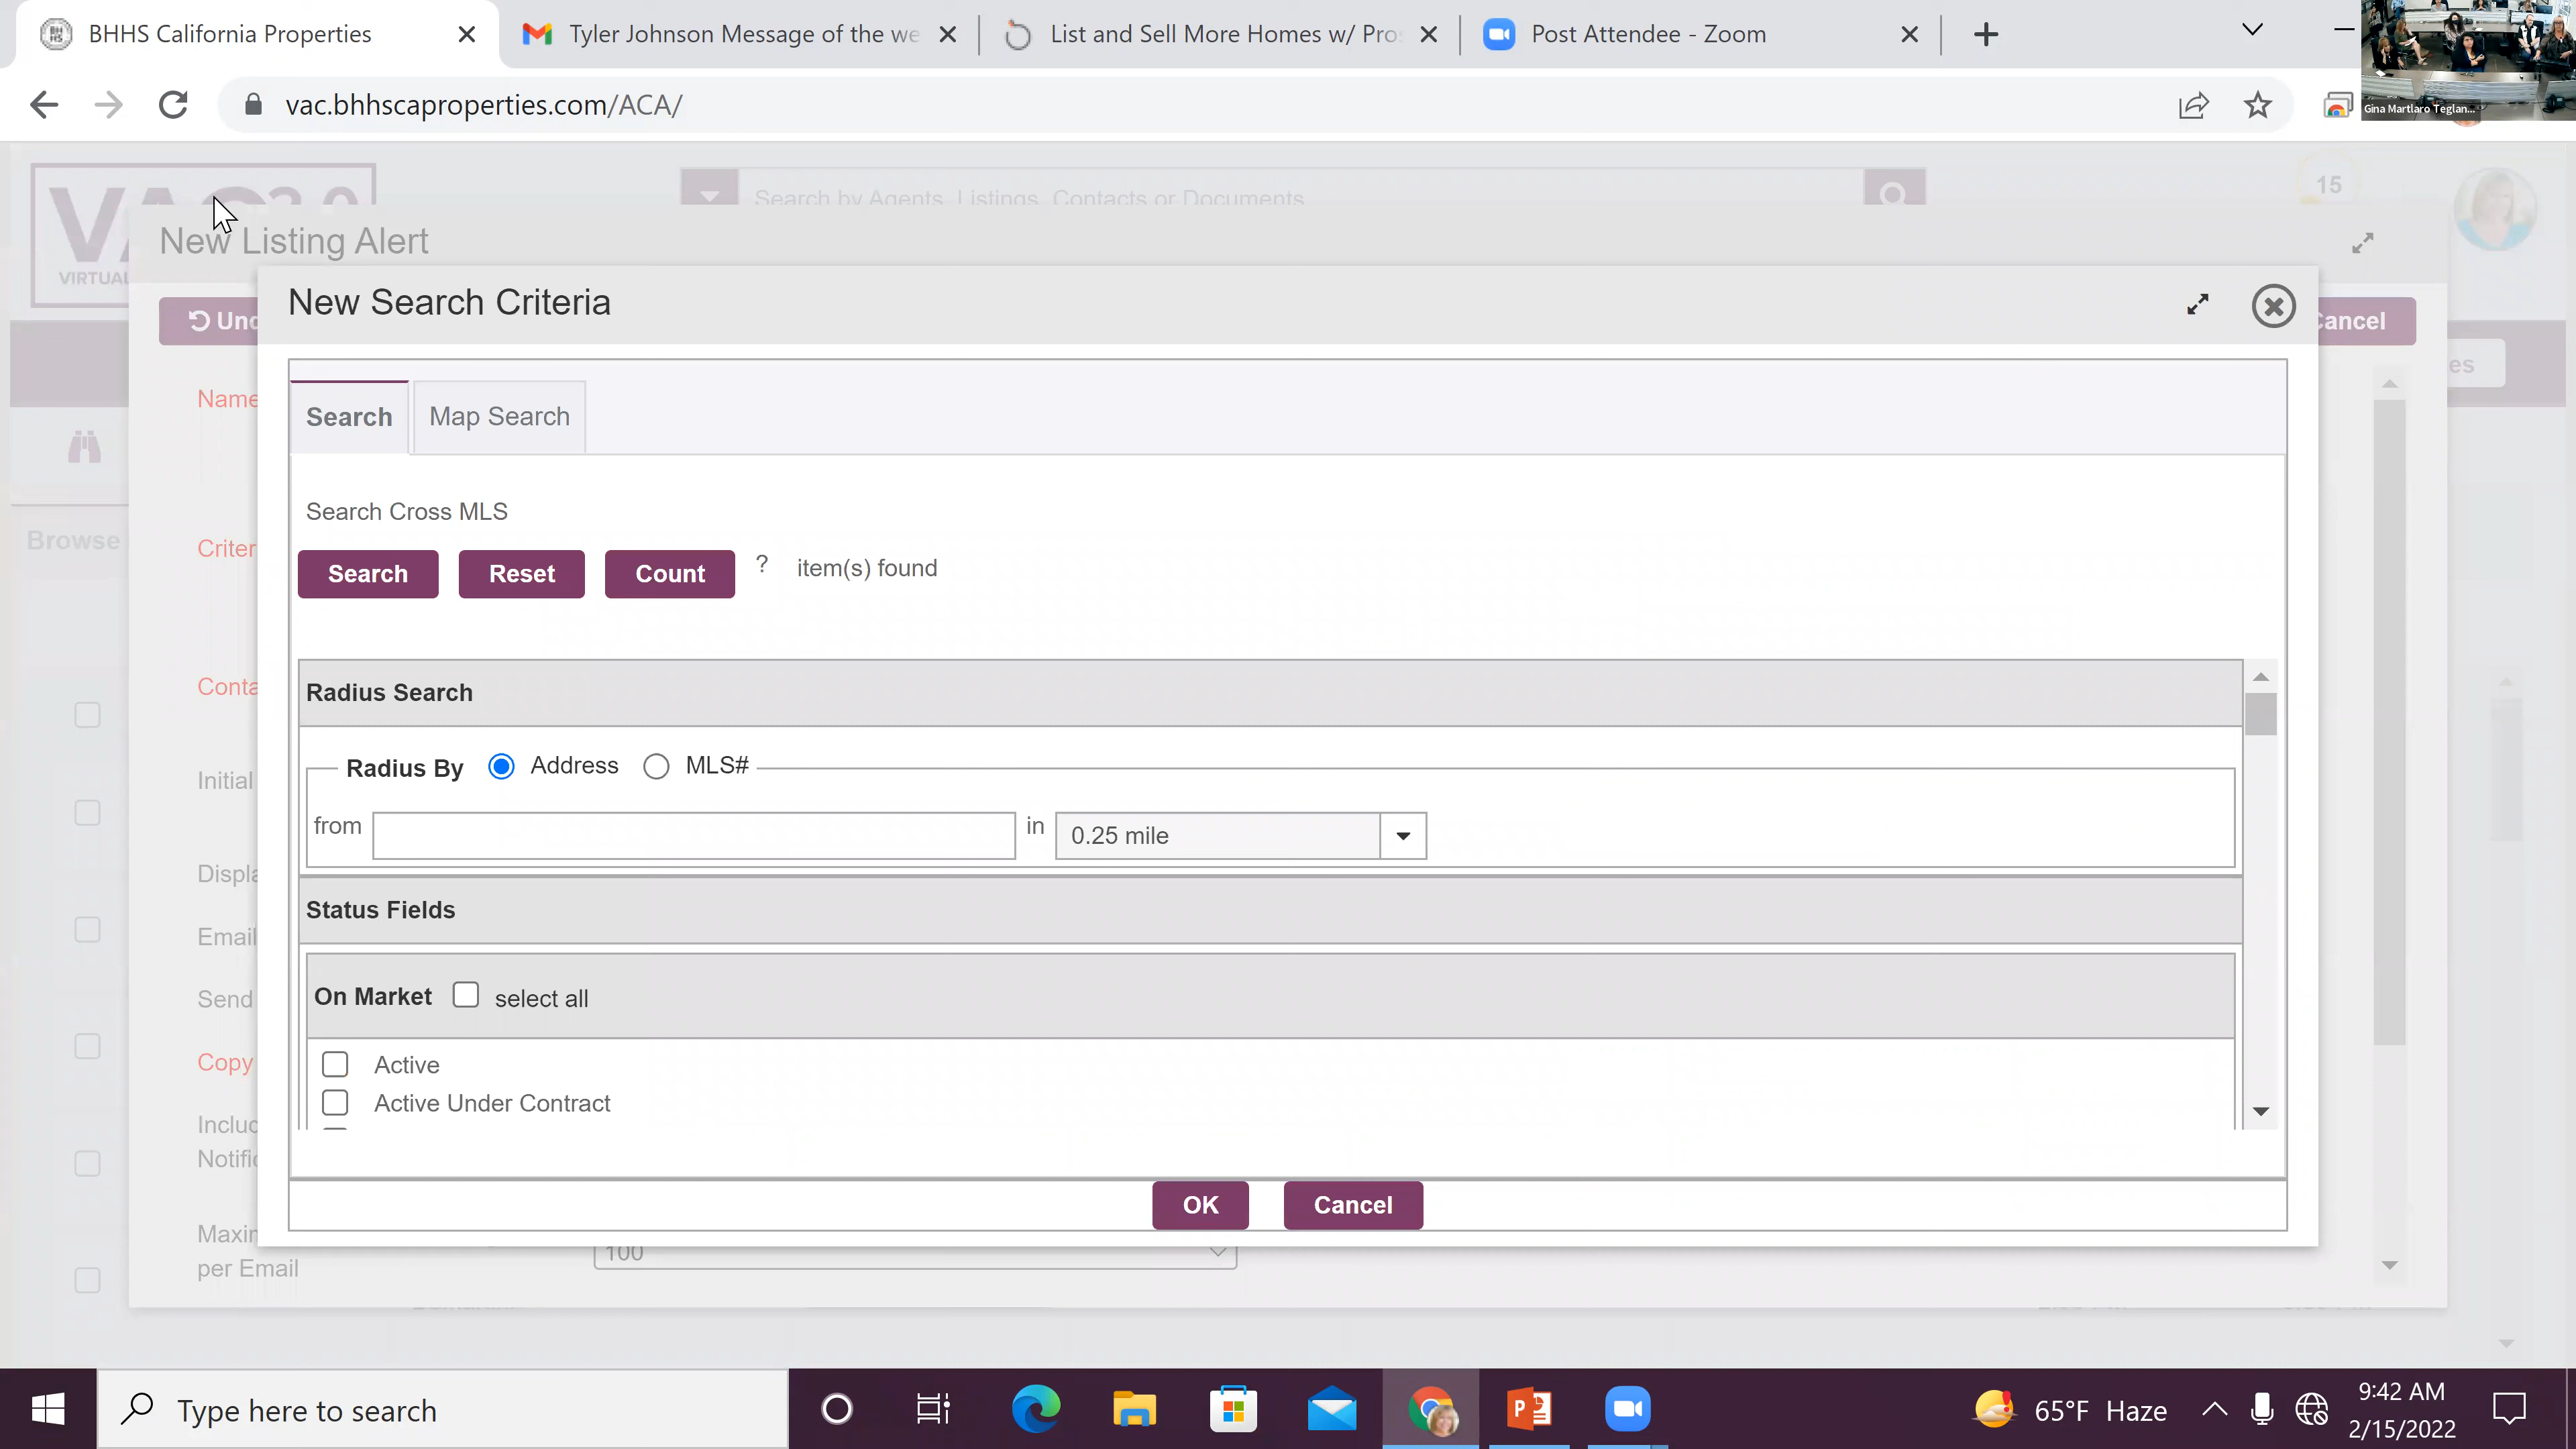 BHHS California Properties
Tyler Johnson Message of the we
List and Sell More Homes w/ Pro
Post Attendee - Zoom
vac.bhhscaproperties.com/ACA/
Gina Martlaro Teglan...
Search by Agents, Listings, Contacts or Documents
15
New Listing Alert
VIRTUAL
Und
Cancel
New Search Criteria
es
Name
Search
Map Search
Search Cross MLS
Browse
Criter
Search
Reset
Count
?
item(s) found
Conta
Radius Search
Radius By
Address
MLS#
Initial
from
in
0.25 mile
Displa
Status Fields
Email
On Market
select all
Send
Copy
Active
Active Under Contract
Includ
Notific
OK
Cancel
Maxim
100
per Email
Type here to search
65°F Haze
9:42 AM
2/15/2022